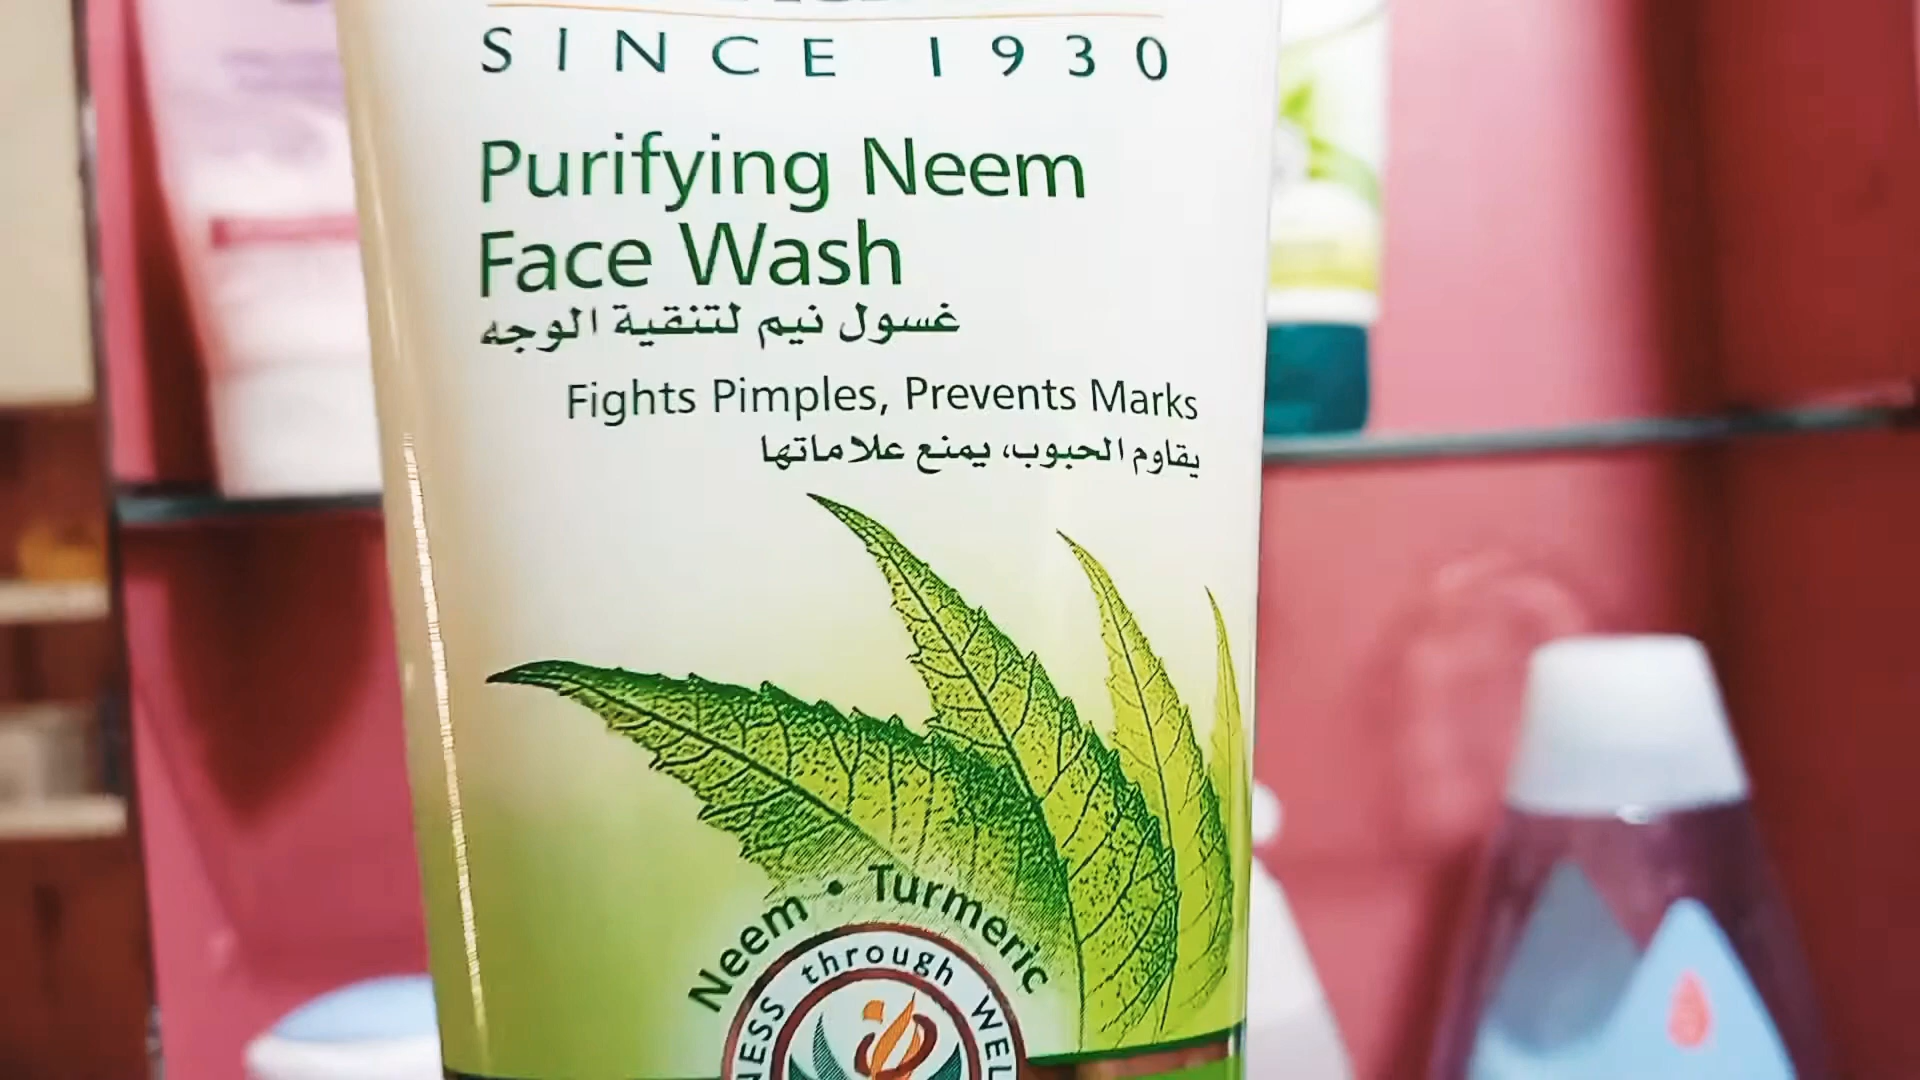 SINCE 1930
Purifying Neem
Face Wash
غسول نيم لتنقية الوجه
Fights Pimples, Prevents Marks
يقاوم الحبوب، يمنع علاماتها
Neem • Turmeric
through